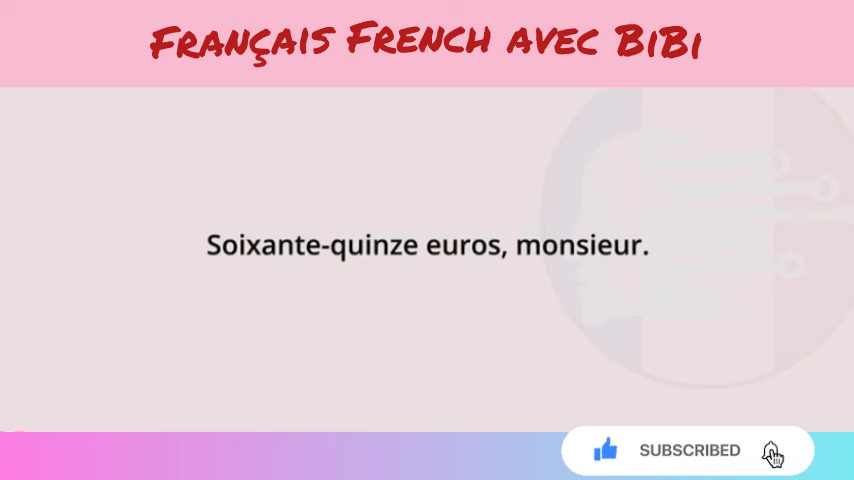 Français French avec BiBi
Soixante-quinze euros, monsieur.
SUBSCRIBED